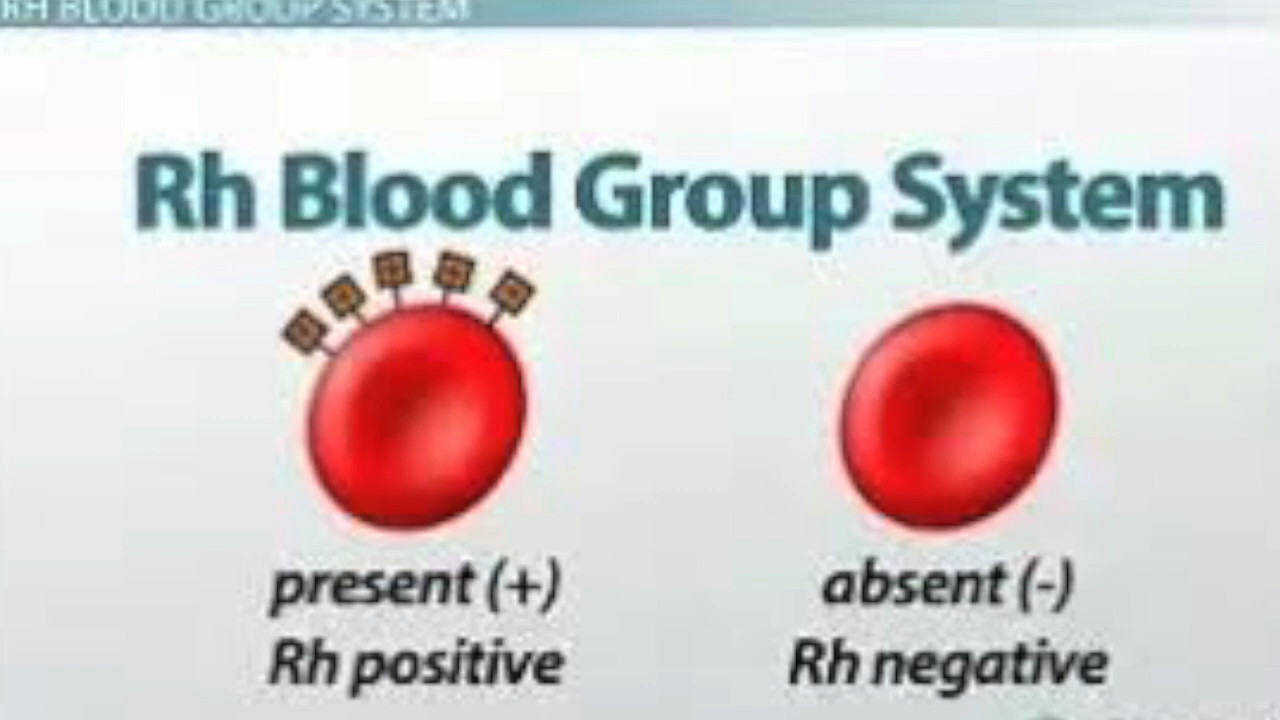 RH BLOOD GROUP SYSTEM
Rh Blood Group System
present (+)
absent (-)
Rh positive
Rh negative